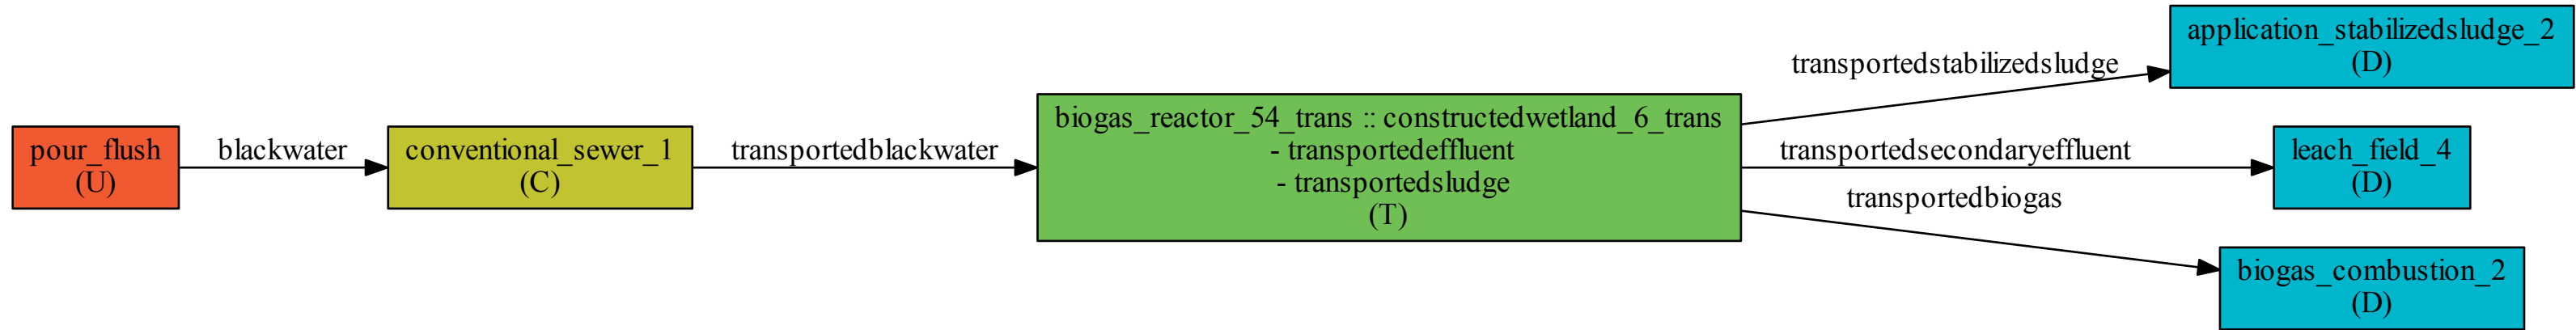 pour_flush
(U)
blackwater
conventional_sewer_1
(C)
transportedblackwater
biogas_reactor_54_trans :: constructedwetland_6_trans
- transportedeffluent
- transportedsludge
(T)
transportedstabilizedsludge
application_stabilizedsludge_2
(D)
transportedsecondaryeffluent
leach_field_4
(D)
transportedbiogas
biogas_combustion_2
(D)